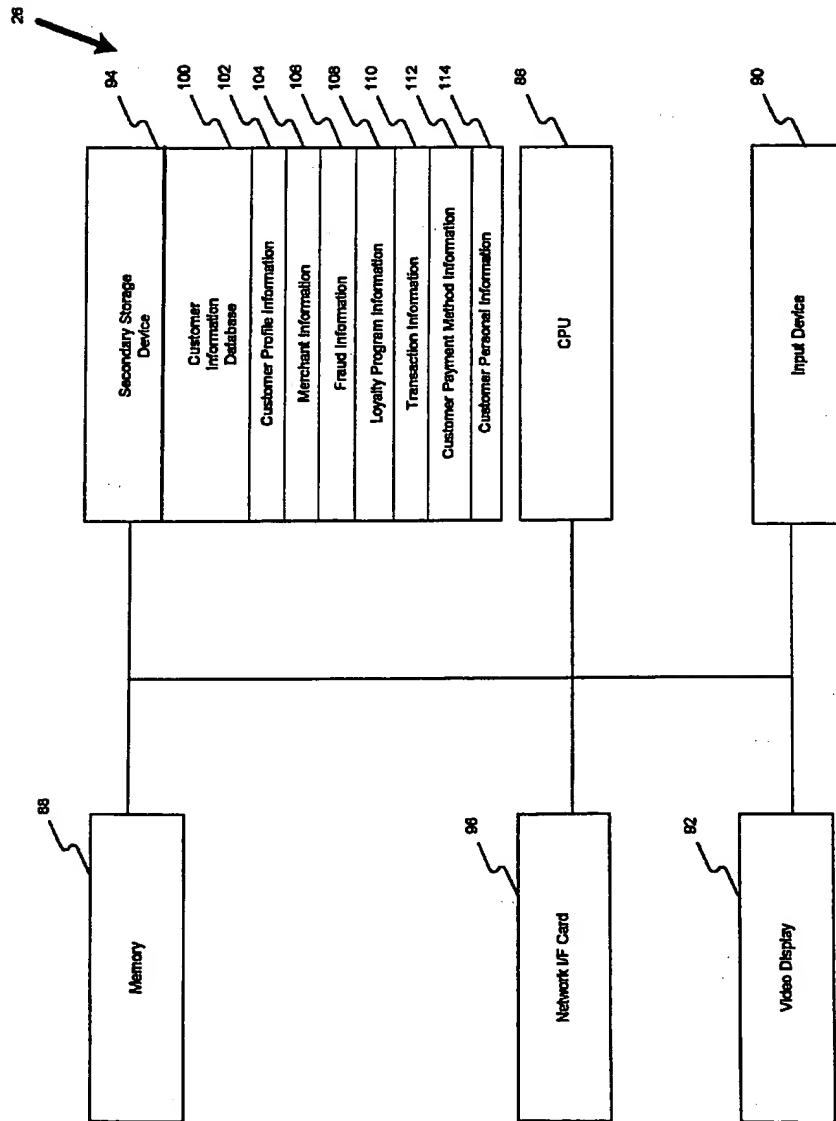 26
94
Secondary Storage
Device
100
Customer
Information
Database
102
Customer Profile Information
104
Merchant Information
106
Fraud Information
108
Loyalty Program Information
110
Transaction Information
112
Customer Payment Method Information
114
Customer Personal Information
86
CPU
90
Input Device
88
Memory
96
Network I/F Card
92
Video Display